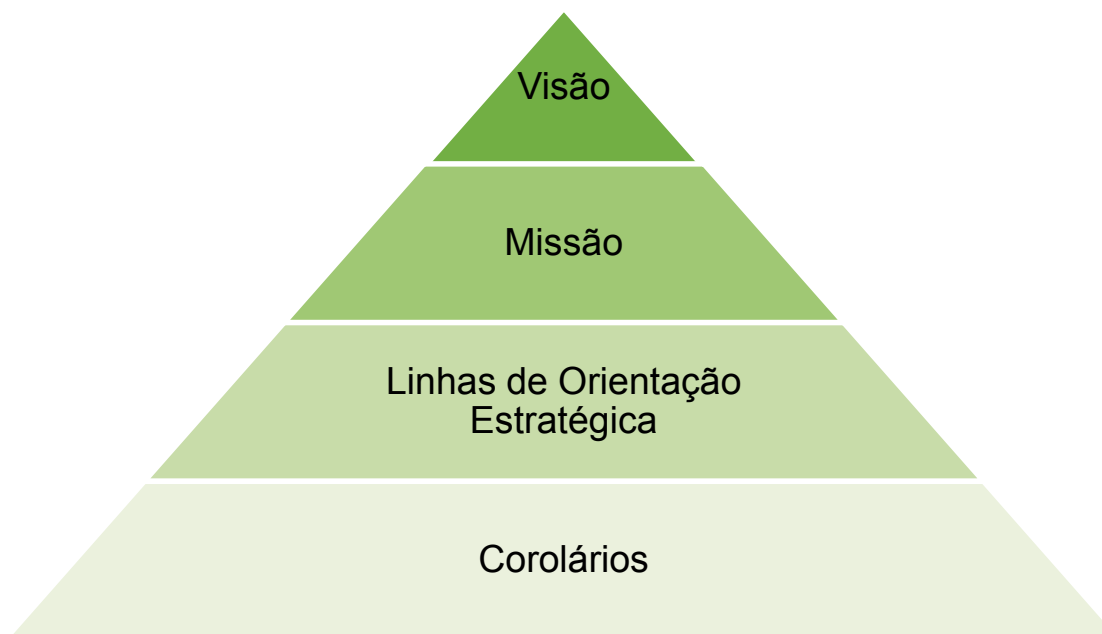 Visão
Missão
Linhas de Orientação
Estratégica
Corolários